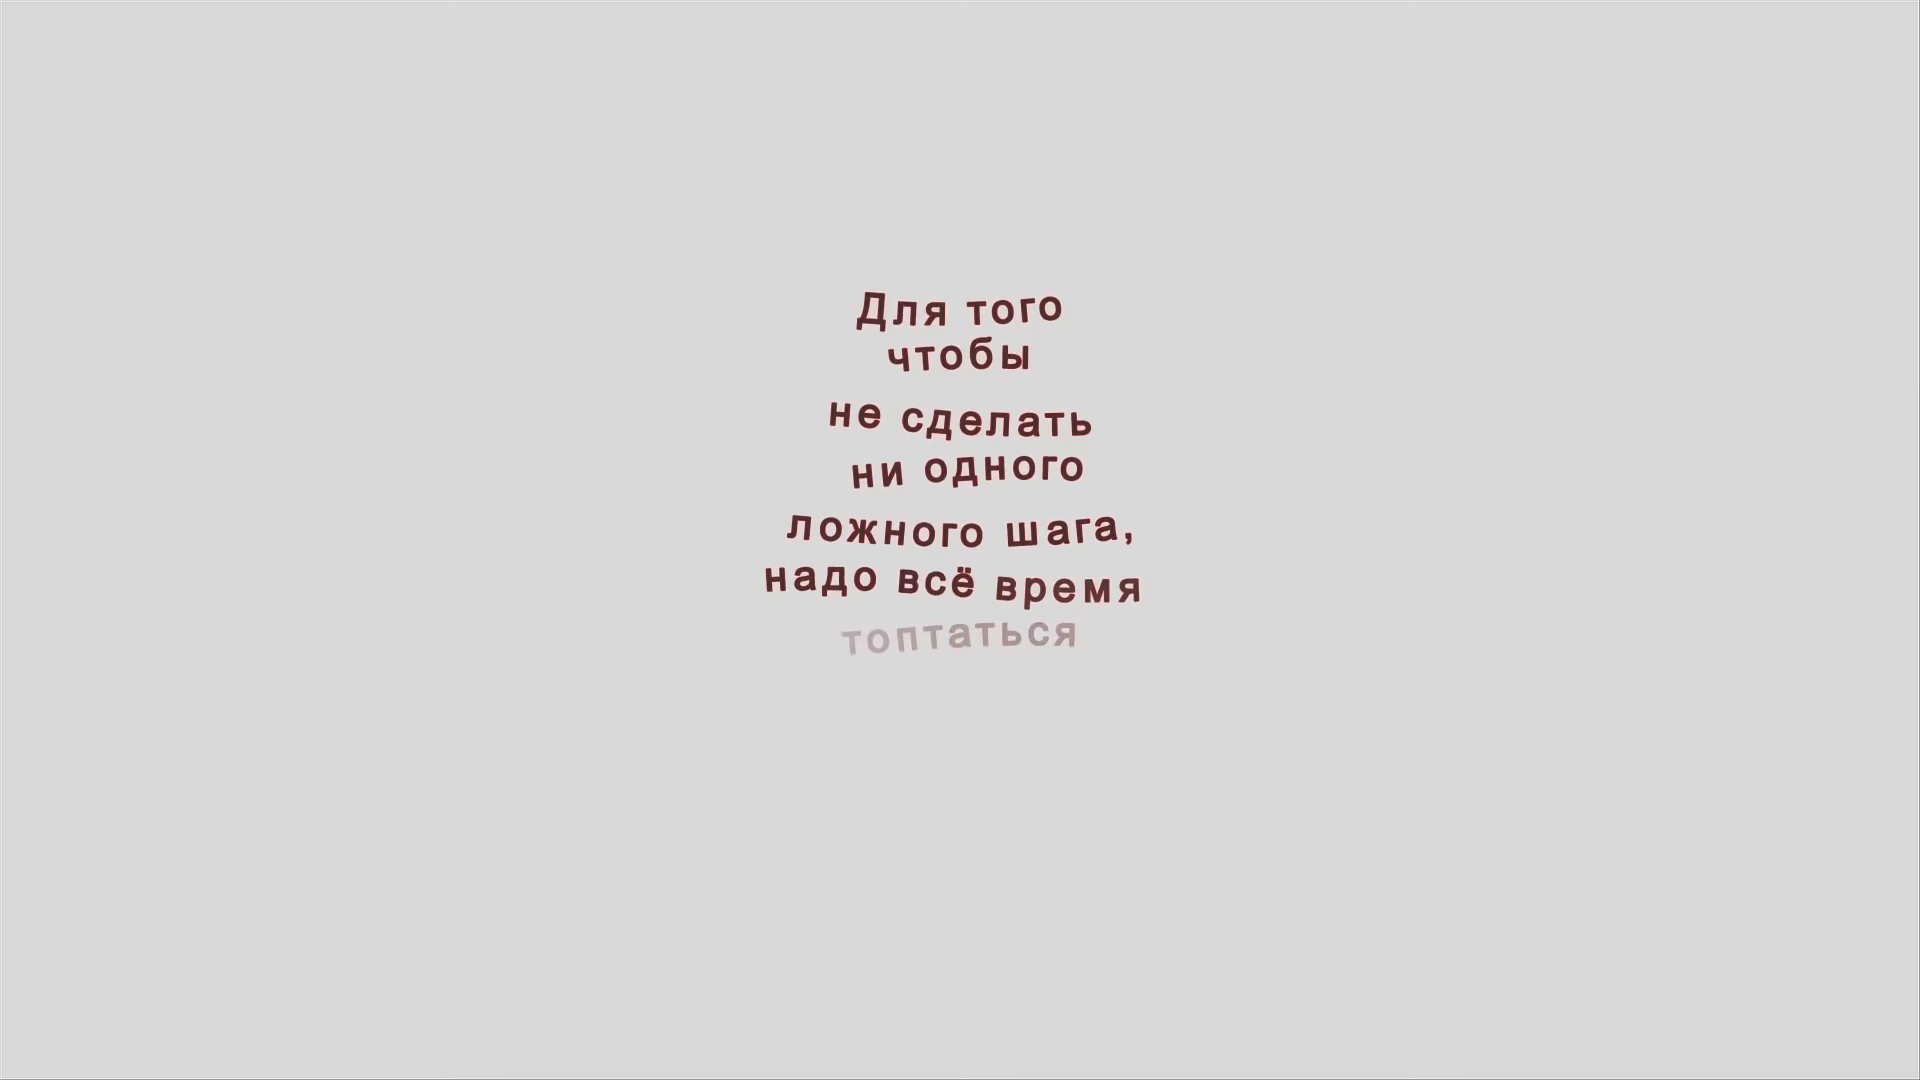 Для того
чтобы
не сделать
ни одного
ложного шага,
надо всё время
топтаться